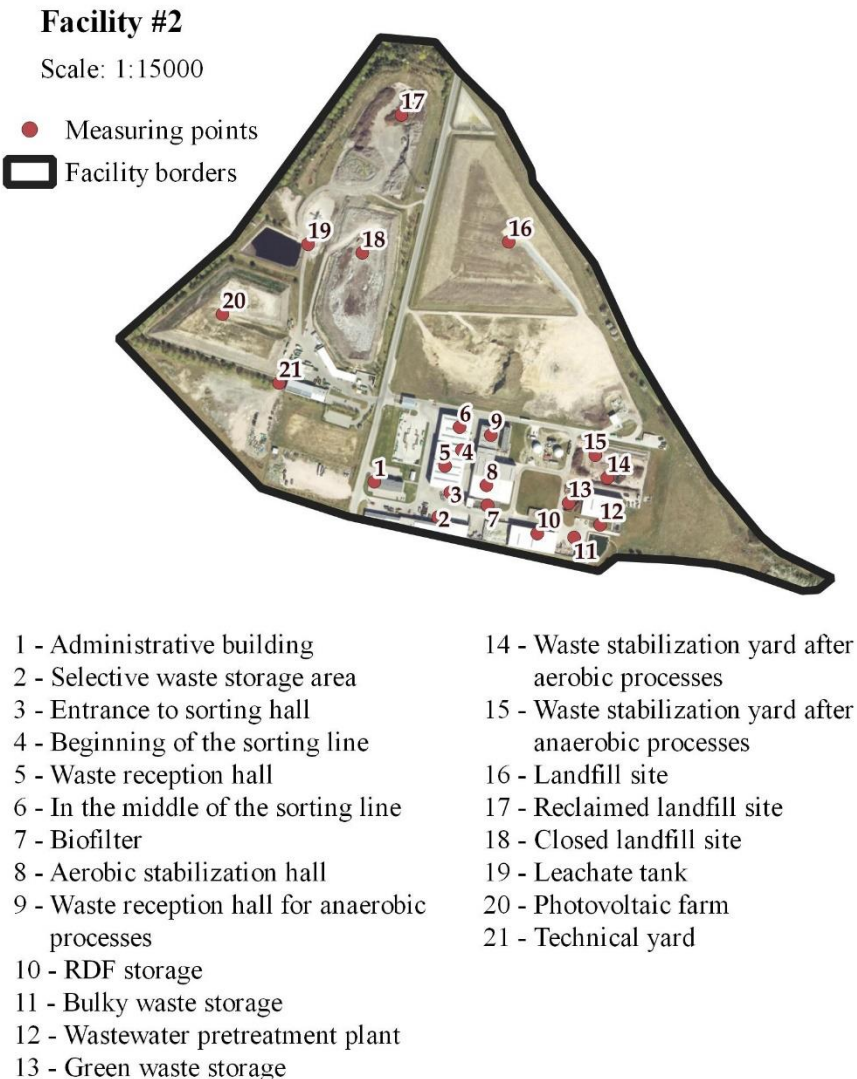 Facility #2
Scale: 1:15000
Measuring points
Facility borders
17
16
19
18
20
21
6
9
4
15
5
14
8
1
13
3
7
12
2
10
11
1 - Administrative building
2 - Selective waste storage area
3 - Entrance to sorting hall
4 - Beginning of the sorting line
5 - Waste reception hall
6 - In the middle of the sorting line
7 - Biofilter
8 - Aerobic stabilization hall
9 - Waste reception hall for anaerobic
processes
10 - RDF storage
11 - Bulky waste storage
12 - Wastewater pretreatment plant
13 - Green waste storage
14 - Waste stabilization yard after
aerobic processes
15 - Waste stabilization yard after
anaerobic processes
16 - Landfill site
17 - Reclaimed landfill site
18 - Closed landfill site
19 - Leachate tank
20 - Photovoltaic farm
21 - Technical yard